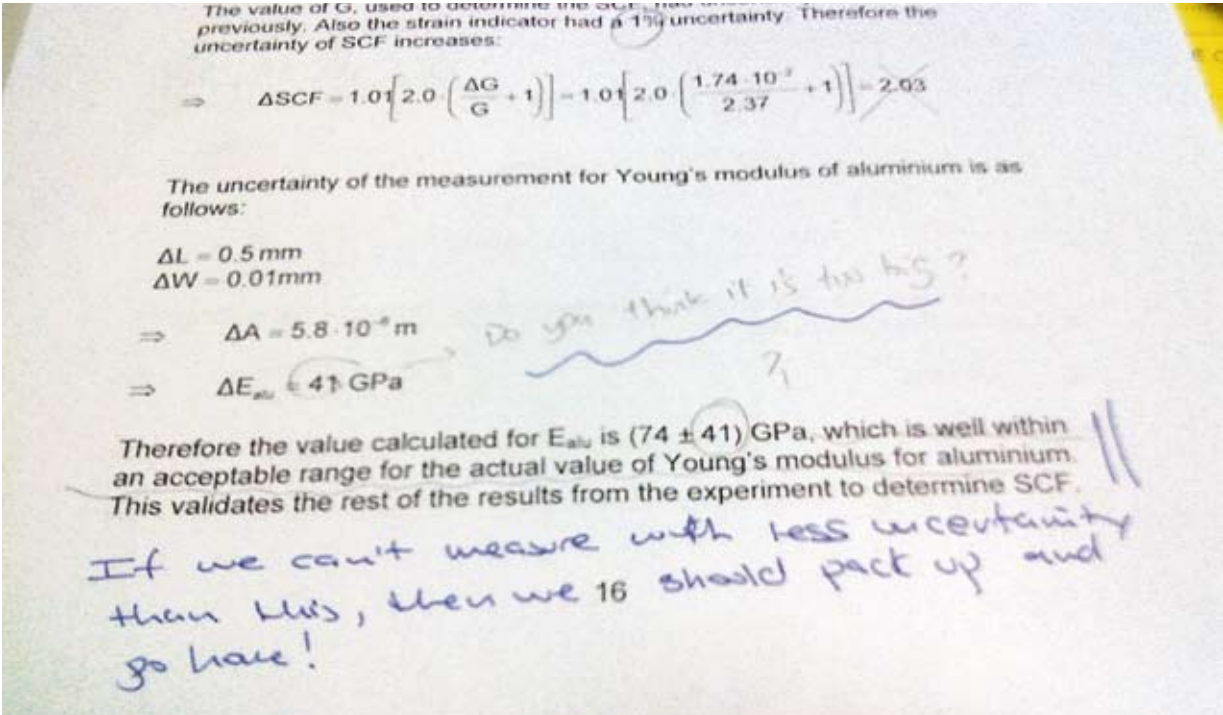 The value of G, used to determine the SCF, had
previously. Also the strain indicator had a 1% uncertainty. Therefore the
uncertainty of SCF increases:
⇒ ΔSCF = 1.01[2.0 · (ΔG/G + 1)] = 1.01[2.0 · (1.74 · 10⁻² / 2.37 + 1)] = 2.03
The uncertainty of the measurement for Young's modulus of aluminium is as
follows:
ΔL = 0.5 mm
ΔW = 0.01mm
⇒ ΔA = 5.8 · 10⁻⁶ m
Do you think it is too big?
⇒ ΔE_alu = 41 GPa
?
Therefore the value calculated for E_alu is (74 ± 41) GPa, which is well within
an acceptable range for the actual value of Young's modulus for aluminium.
This validates the rest of the results from the experiment to determine SCF.
If we can't measure with less uncertainity
than this, then we should pack up and
16
go home!